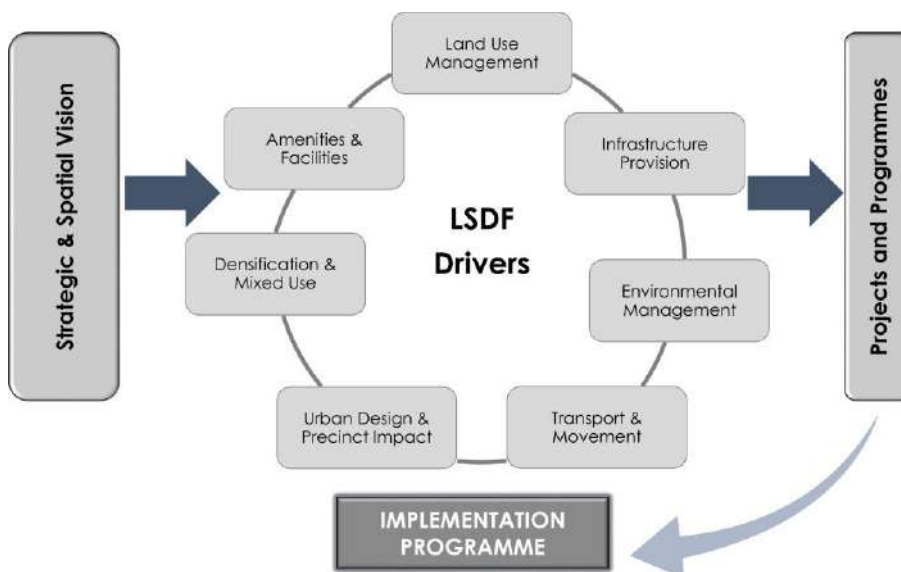 Strategic & Spatial Vision
Land Use
Management
Amenities &
Facilities
Infrastructure
Provision
LSDF
Drivers
Densification &
Mixed Use
Environmental
Management
Urban Design &
Precinct Impact
Transport &
Movement
Projects and Programmes
IMPLEMENTATION
PROGRAMME